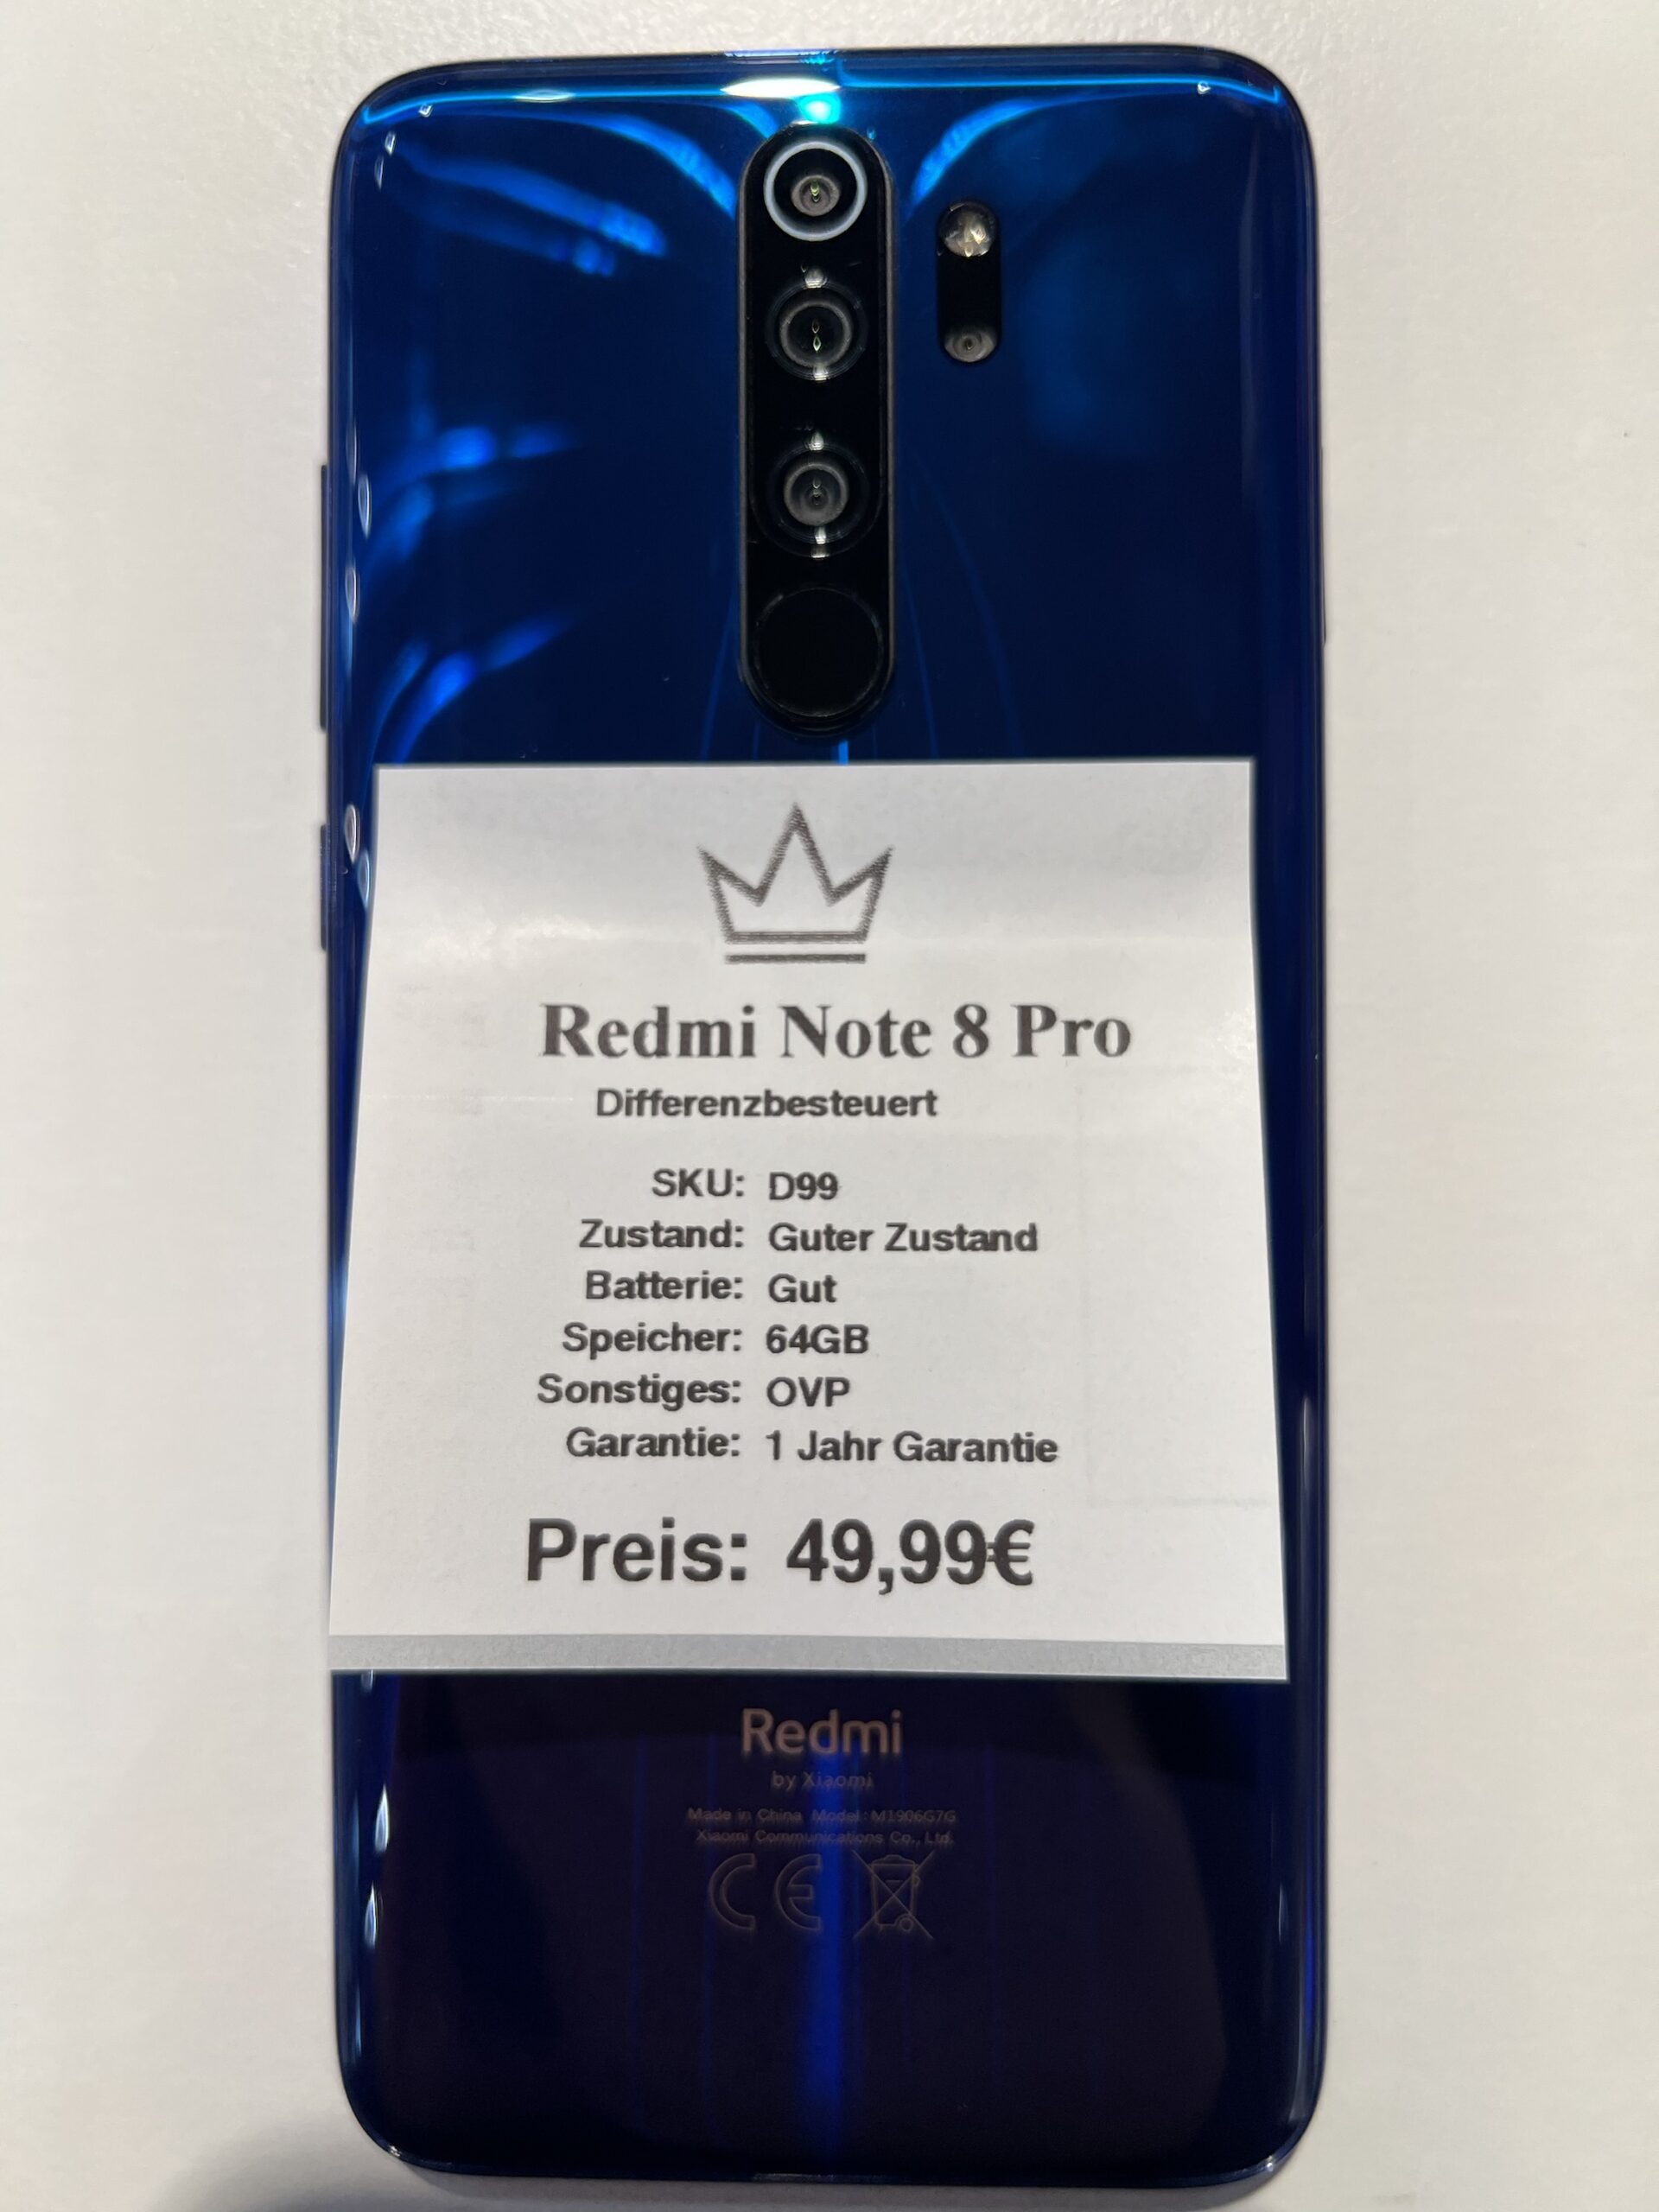 Redmi Note 8 Pro
Differenzbesteuert
SKU: D99
Zustand: Guter Zustand
Batterie: Gut
Speicher: 64GB
Sonstiges: OVP
Garantie: 1 Jahr Garantie
Preis: 49,99€
Redmi
by Xiaomi
Made in China Model: M1906G7G
Xiaomi Communications Co., Ltd.
CE